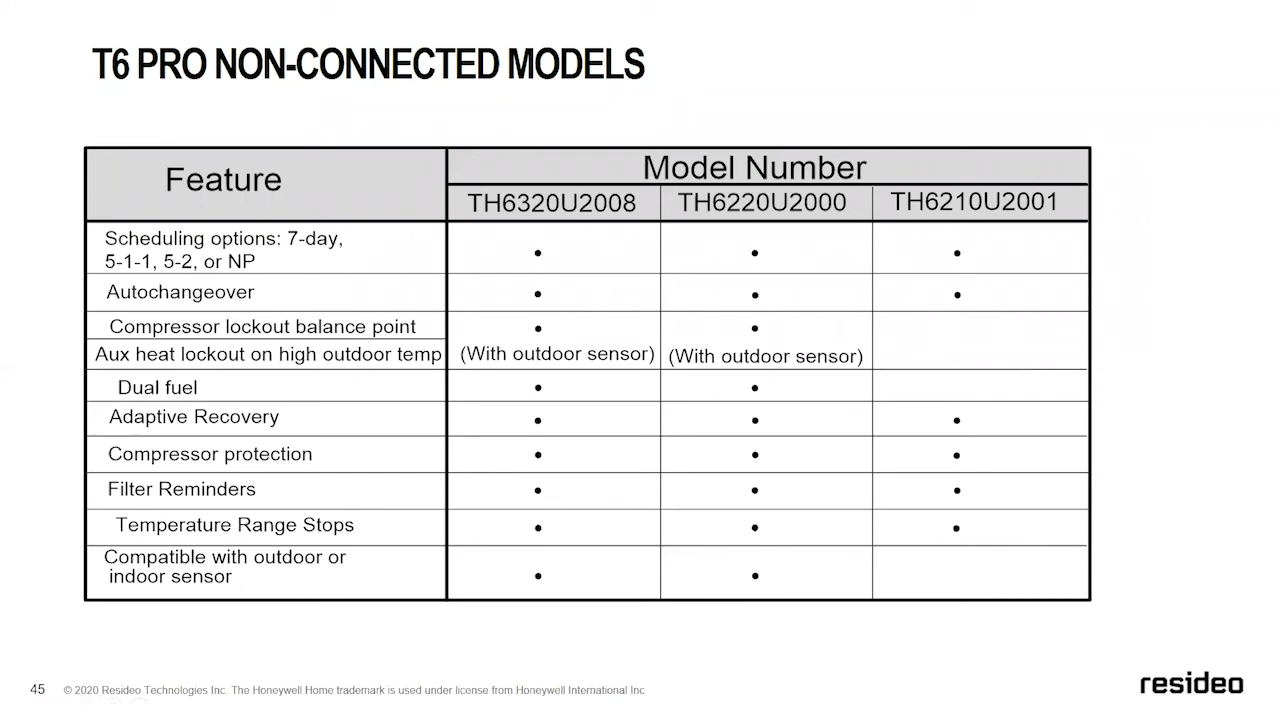 T6 PRO NON-CONNECTED MODELS
Feature
Model Number
TH6320U2008 TH6220U2000 TH6210U2001
Scheduling options: 7-day,
5-1-1, 5-2, or NP
• • •
Autochangeover • • •
Compressor lockout balance point • •
Aux heat lockout on high outdoor temp (With outdoor sensor) (With outdoor sensor)
Dual fuel • •
Adaptive Recovery • • •
Compressor protection • • •
Filter Reminders • • •
Temperature Range Stops • • •
Compatible with outdoor or
indoor sensor • •
45 © 2020 Resideo Technologies Inc. The Honeywell Home trademark is used under license from Honeywell International Inc
resideo